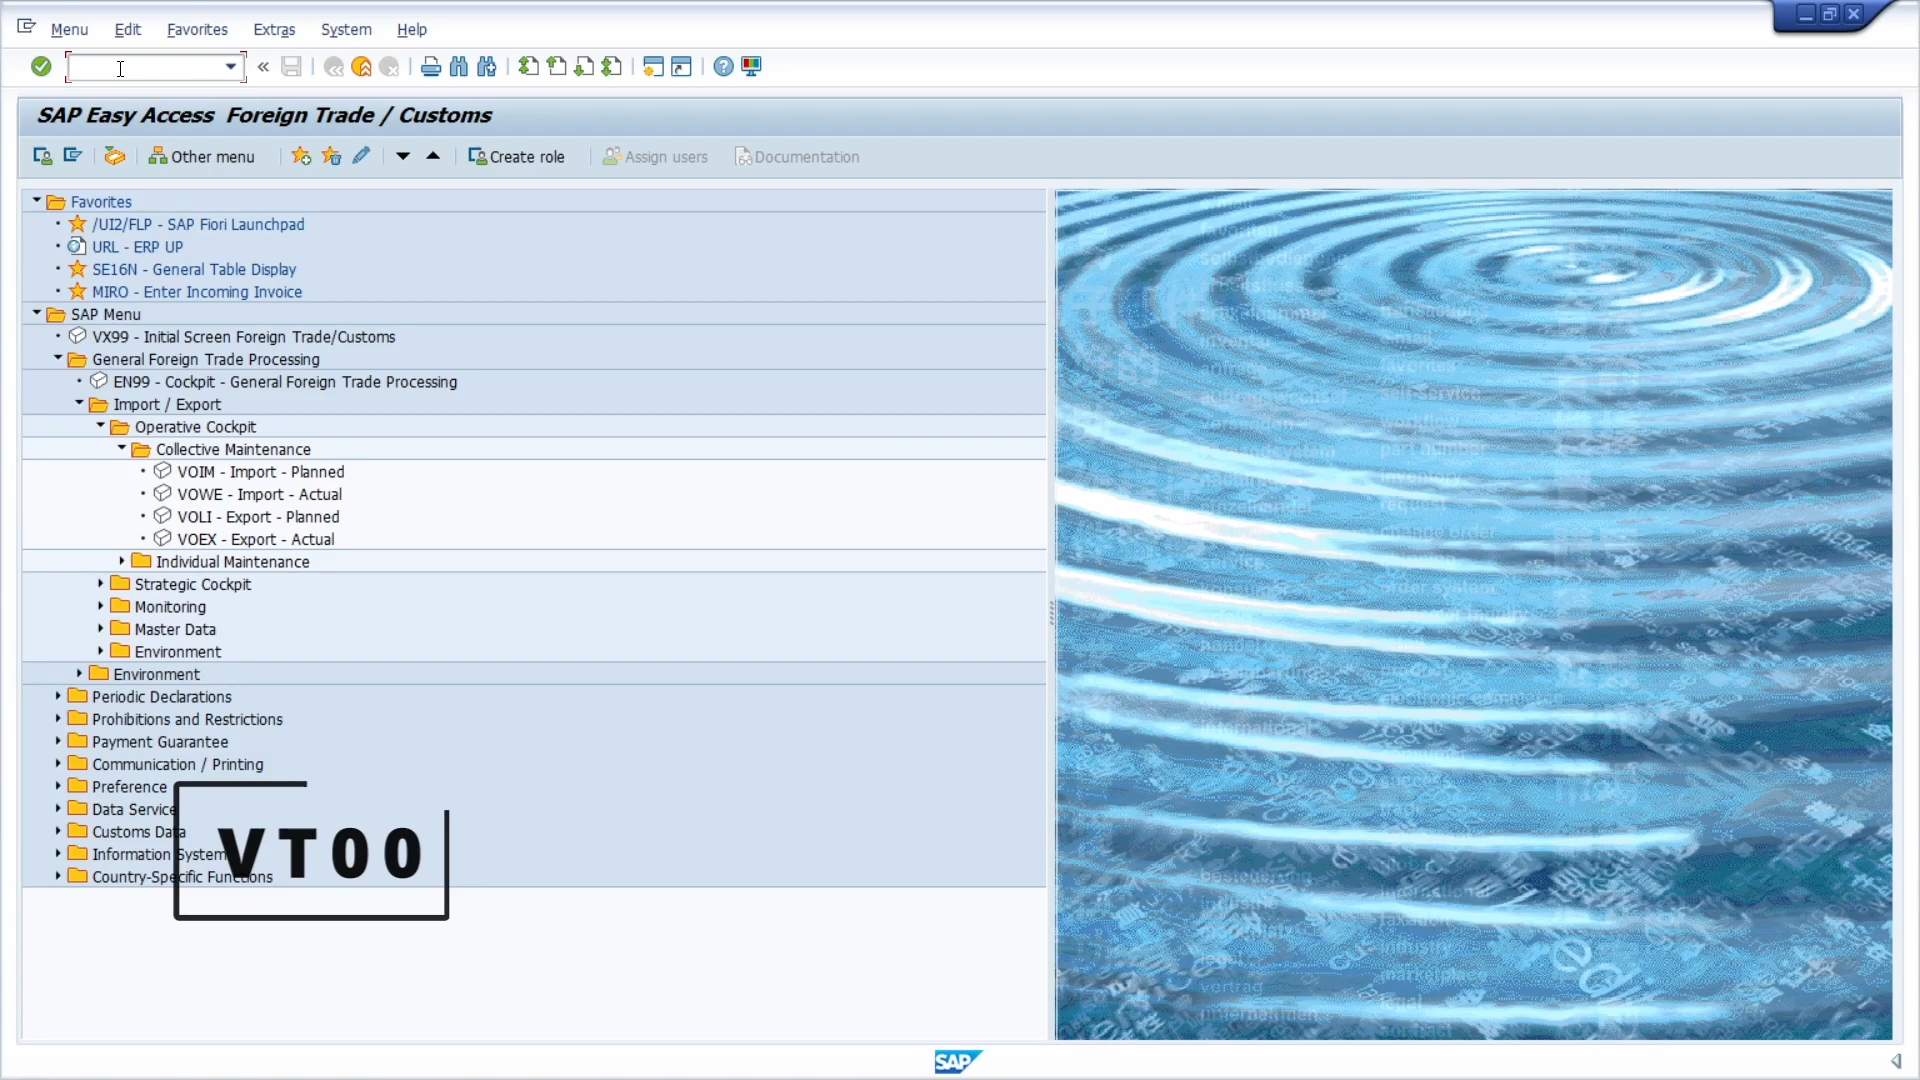 Menu Edit Favorites Extras System Help
SAP Easy Access Foreign Trade / Customs
Other menu Create role Assign users Documentation
Favorites
/UI2/FLP - SAP Fiori Launchpad
URL - ERP UP
SE16N - General Table Display
MIRO - Enter Incoming Invoice
SAP Menu
VX99 - Initial Screen Foreign Trade/Customs
General Foreign Trade Processing
EN99 - Cockpit - General Foreign Trade Processing
Import / Export
Operative Cockpit
Collective Maintenance
VOIM - Import - Planned
VOWE - Import - Actual
VOLI - Export - Planned
VOEX - Export - Actual
Individual Maintenance
Strategic Cockpit
Monitoring
Master Data
Environment
Environment
Periodic Declarations
Prohibitions and Restrictions
Payment Guarantee
Communication / Printing
Preference
Data Service
Customs Data
Information System
Country-Specific Functions
VT00
SAP